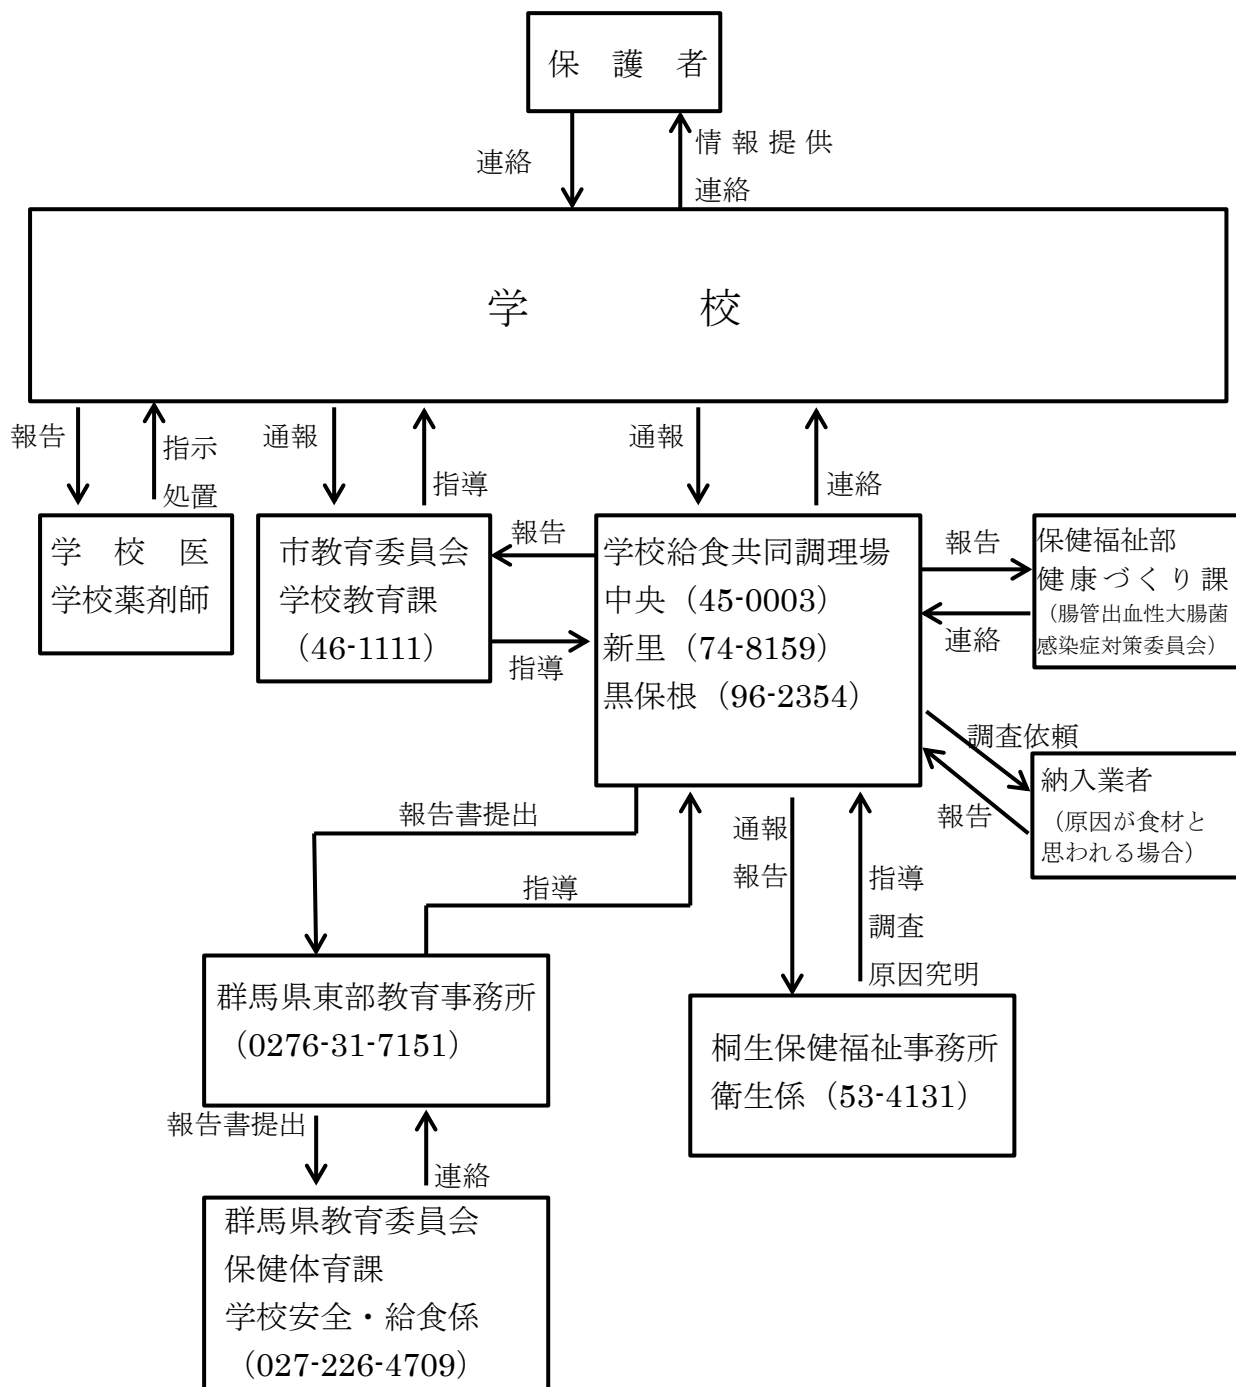 保　護　者
連絡
情報提供
連絡
学　　　　校
報告
指示
処置
通報
指導
通報
連絡
学　校　医
学校薬剤師
市教育委員会
学校教育課
（46-1111）
報告
指導
学校給食共同調理場
中央（45-0003）
新里（74-8159）
黒保根（96-2354）
報告
連絡
保健福祉部
健康づくり課
（腸管出血性大腸菌
感染症対策委員会）
調査依頼
報告
納入業者
（原因が食材と
思われる場合）
報告書提出
指導
通報
報告
指導
調査
原因究明
群馬県東部教育事務所
（0276-31-7151）
桐生保健福祉事務所
衛生係（53-4131）
報告書提出
連絡
群馬県教育委員会
保健体育課
学校安全・給食係
（027-226-4709）